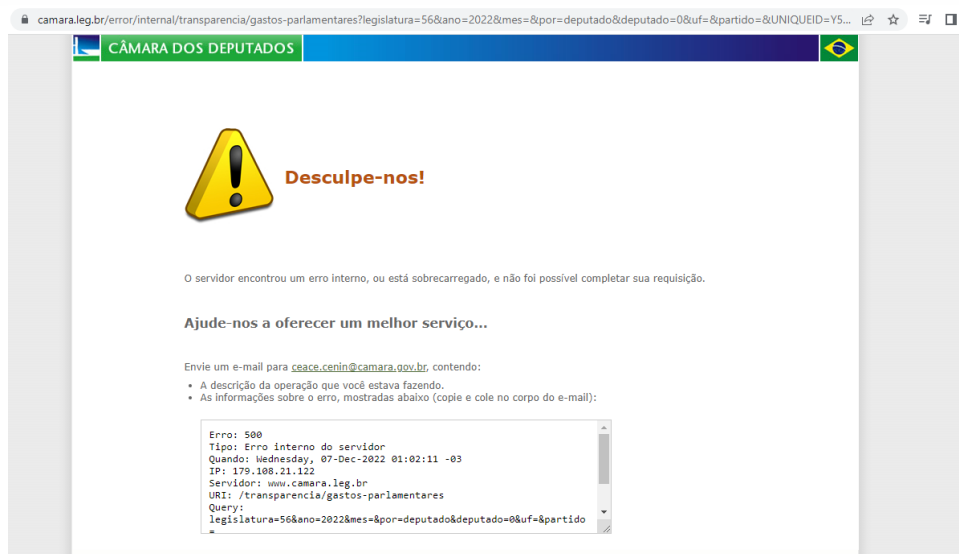 camara.leg.br/error/internal/transparencia/gastos-parlamentares?legislatura=56&ano=2022&mes=&por=deputado&deputado=0&uf=&partido=&UNIQUEID=Y5...
CÂMARA DOS DEPUTADOS
Desculpe-nos!
O servidor encontrou um erro interno, ou está sobrecarregado, e não foi possível completar sua requisição.
Ajude-nos a oferecer um melhor serviço...
Envie um e-mail para ceace.cenin@camara.gov.br, contendo:
• A descrição da operação que você estava fazendo.
• As informações sobre o erro, mostradas abaixo (copie e cole no corpo do e-mail):
Erro: 500
Tipo: Erro interno do servidor
Quando: Wednesday, 07-Dec-2022 01:02:11 -03
IP: 179.108.21.122
Servidor: www.camara.leg.br
URI: /transparencia/gastos-parlamentares
Query:
legislatura=56&ano=2022&mes=&por=deputado&deputado=0&uf=&partido
=